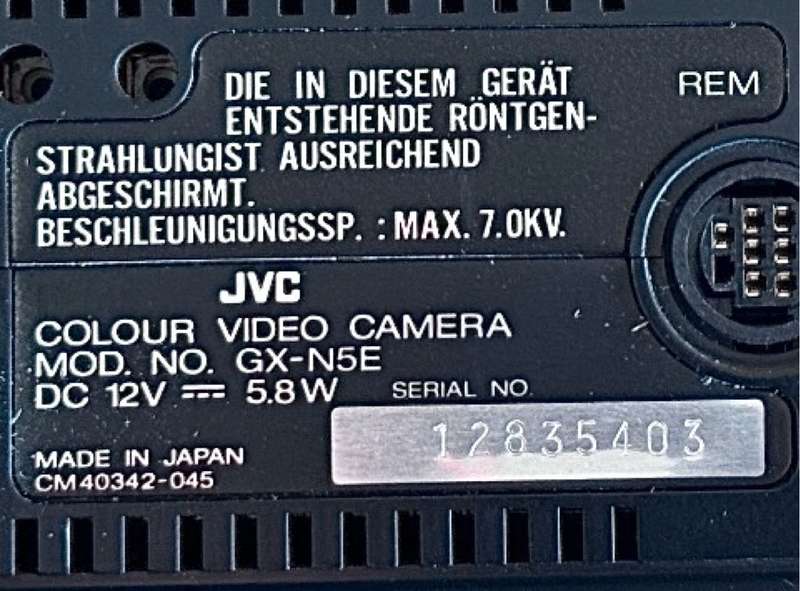 DIE IN DIESEM GERÄT
REM
ENTSTEHENDE RÖNTGEN-
STRAHLUNGIST AUSREICHEND
ABGESCHIRMT.
BESCHLEUNIGUNGSSP. : MAX. 7.0KV.
JVC
COLOUR VIDEO CAMERA
MOD. NO. GX-N5E
DC 12V ⎓ 5.8W
SERIAL NO.
12835403
MADE IN JAPAN
CM40342-045